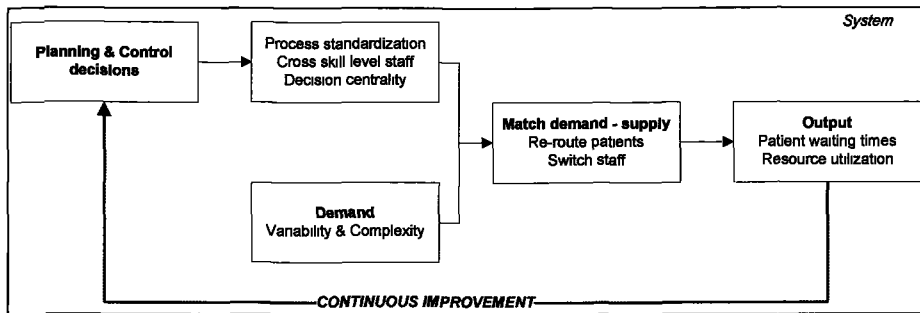 System
Planning & Control
decisions
Process standardization
Cross skill level staff
Decision centrality
Match demand - supply
Re-route patients
Switch staff
Output
Patient waiting times
Resource utilization
Demand
Variability & Complexity
CONTINUOUS IMPROVEMENT